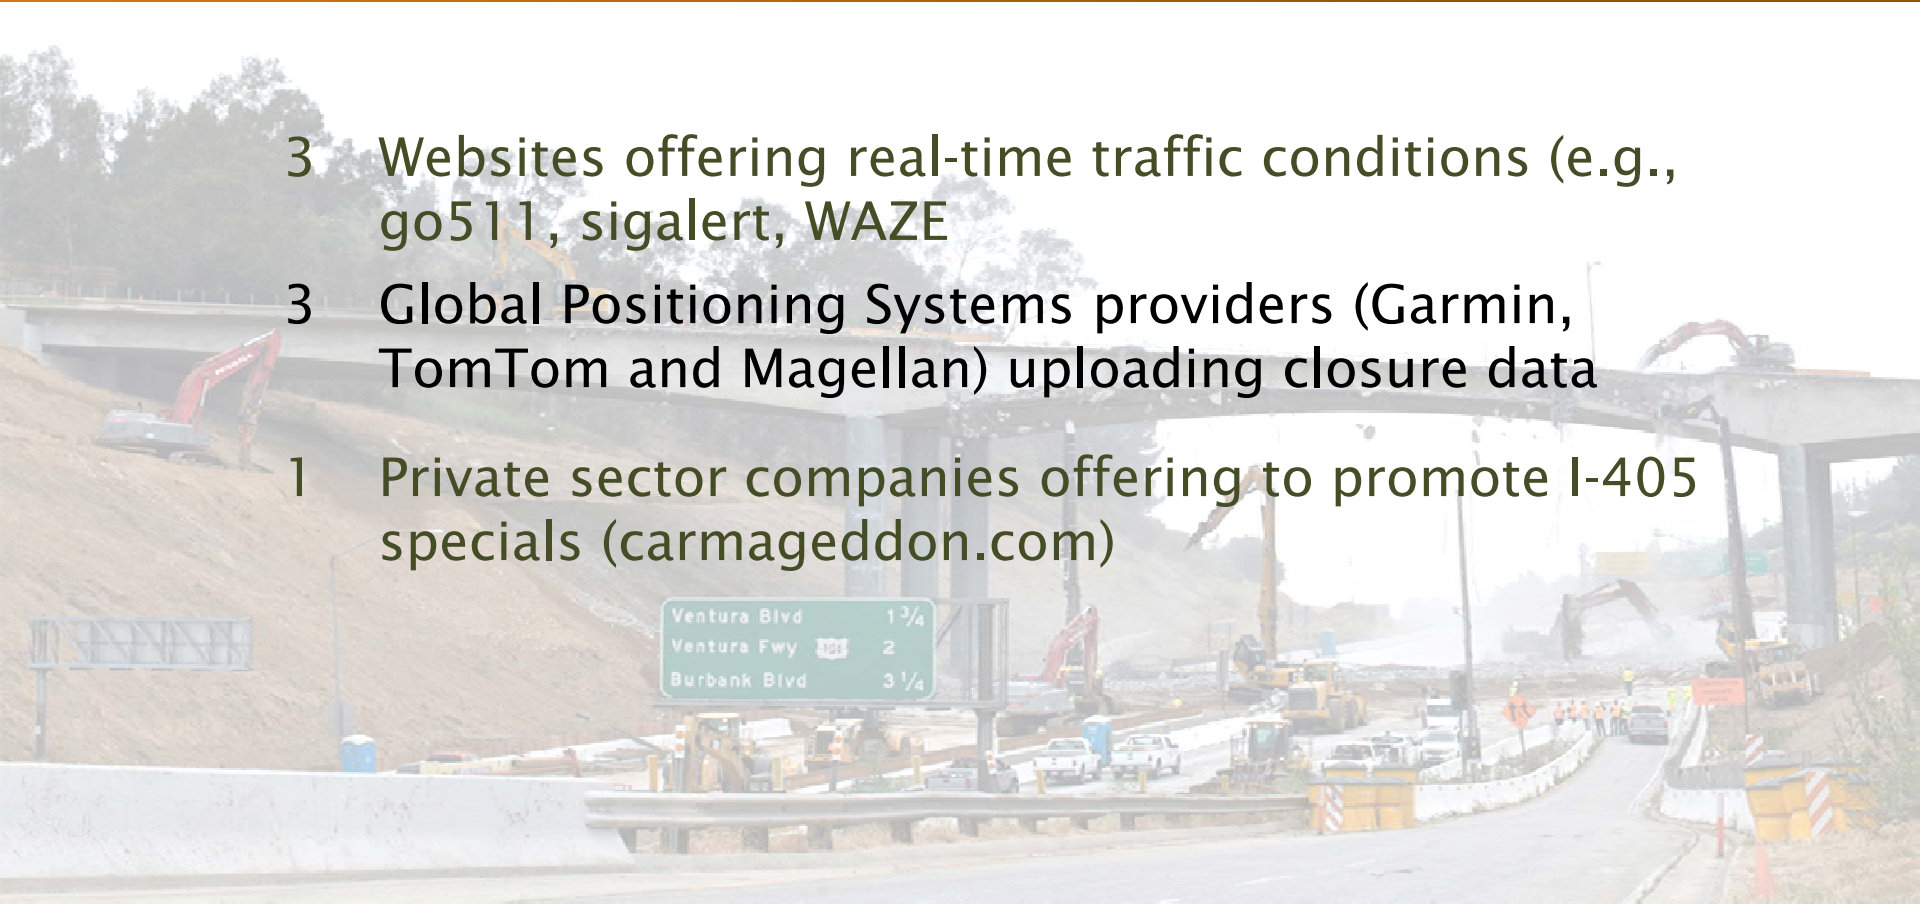 3 Websites offering real-time traffic conditions (e.g.,
go511, sigalert, WAZE
3 Global Positioning Systems providers (Garmin,
TomTom and Magellan) uploading closure data
1 Private sector companies offering to promote I-405
specials (carmageddon.com)
Ventura Blvd 1 3/4
Ventura Fwy 101 2
Burbank Blvd 3 1/4